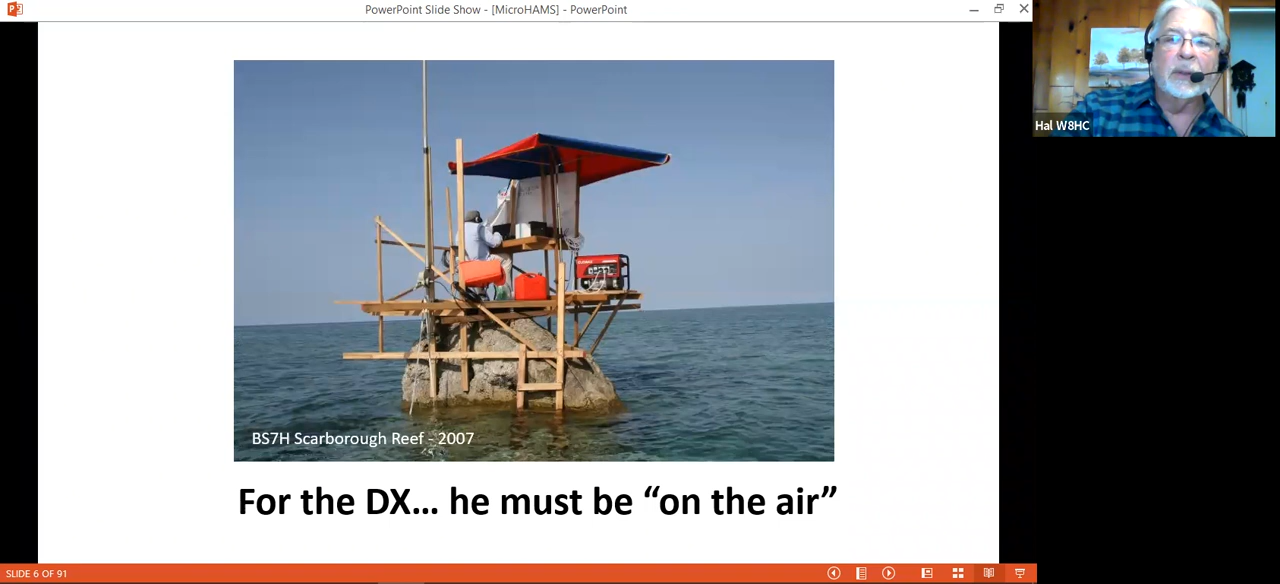 PowerPoint Slide Show - [MicroHAMS] - PowerPoint
Hal W8HC
BS7H Scarborough Reef - 2007
For the DX... he must be “on the air”
SLIDE 6 OF 91